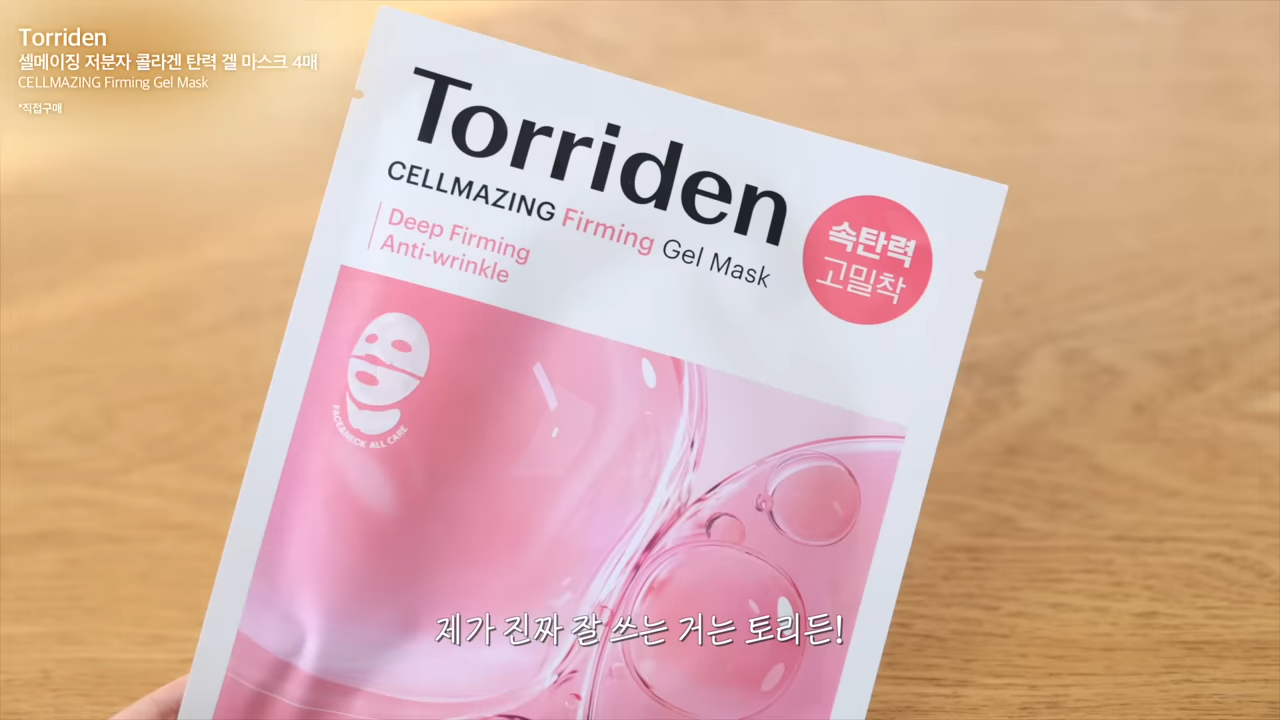 Torriden
셀메이징 저분자 콜라겐 탄력 겔 마스크 4매
CELLMAZING Firming Gel Mask
*직접구매
Torriden
CELLMAZING Firming Gel Mask
Deep Firming
Anti-wrinkle
속탄력
고밀착
FACE&NECK ALL CARE
제가 진짜 잘 쓰는 거는 토리든!